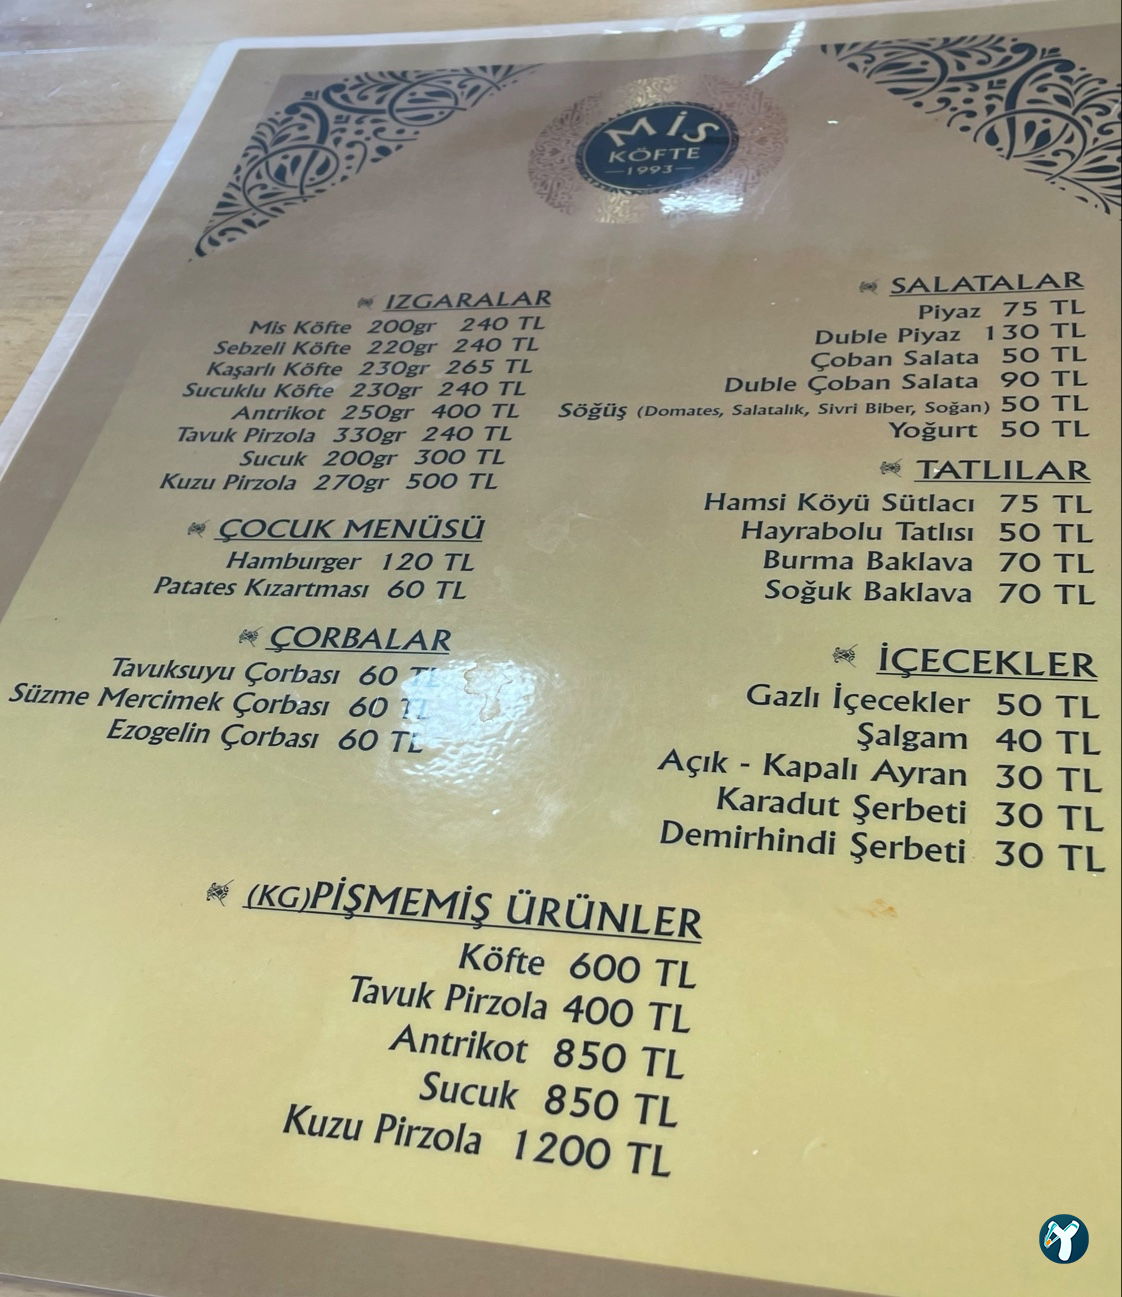 MİS
KÖFTE
1993
IZGARALAR
Mis Köfte 200gr 240 TL
Sebzeli Köfte 220gr 240 TL
Kaşarlı Köfte 230gr 265 TL
Sucuklu Köfte 230gr 240 TL
Antrikot 250gr 400 TL
Tavuk Pirzola 330gr 240 TL
Sucuk 200gr 300 TL
Kuzu Pirzola 270gr 500 TL
ÇOCUK MENÜSÜ
Hamburger 120 TL
Patates Kızartması 60 TL
ÇORBALAR
Tavuksuyu Çorbası 60 TL
Süzme Mercimek Çorbası 60 TL
Ezogelin Çorbası 60 TL
SALATALAR
Piyaz 75 TL
Duble Piyaz 130 TL
Çoban Salata 50 TL
Duble Çoban Salata 90 TL
Söğüş (Domates, Salatalık, Sivri Biber, Soğan) 50 TL
Yoğurt 50 TL
TATLILAR
Hamsi Köyü Sütlacı 75 TL
Hayrabolu Tatlısı 50 TL
Burma Baklava 70 TL
Soğuk Baklava 70 TL
İÇECEKLER
Gazlı İçecekler 50 TL
Şalgam 40 TL
Açık - Kapalı Ayran 30 TL
Karadut Şerbeti 30 TL
Demirhindi Şerbeti 30 TL
(KG)PİŞMEMİŞ ÜRÜNLER
Köfte 600 TL
Tavuk Pirzola 400 TL
Antrikot 850 TL
Sucuk 850 TL
Kuzu Pirzola 1200 TL